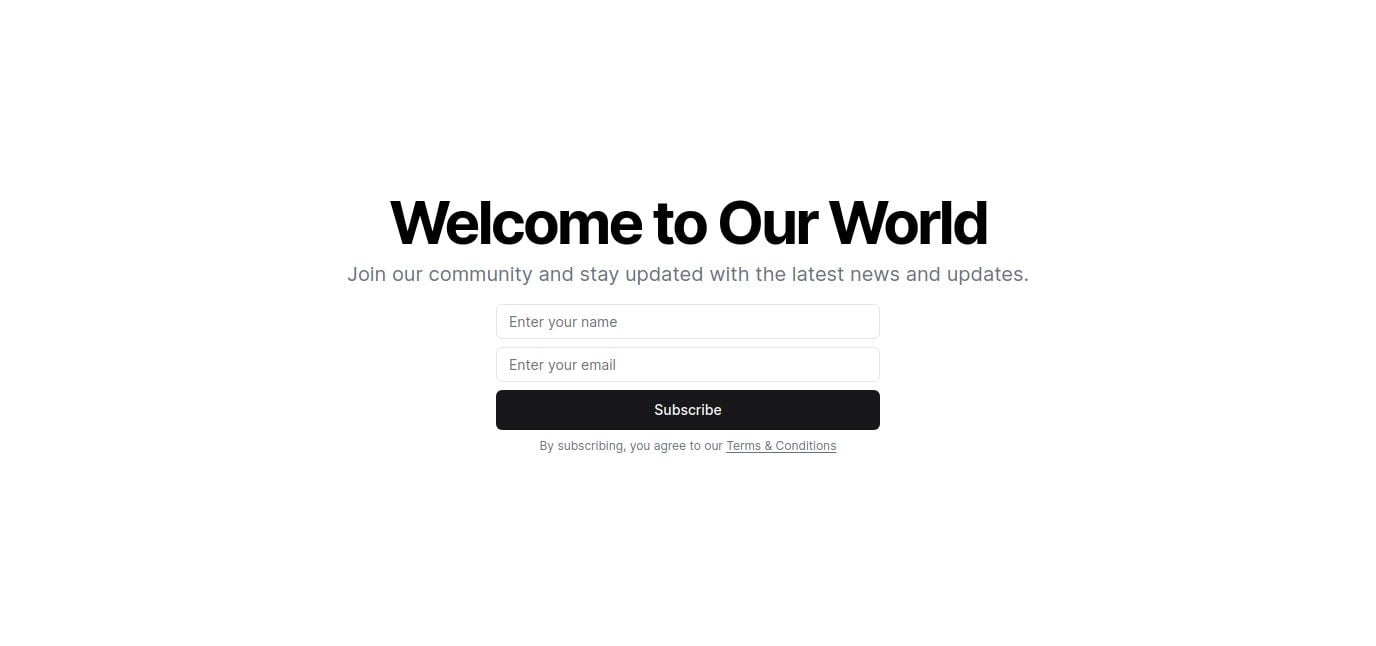 Welcome to Our World
Join our community and stay updated with the latest news and updates.
Enter your name
Enter your email
Subscribe
By subscribing, you agree to our Terms & Conditions